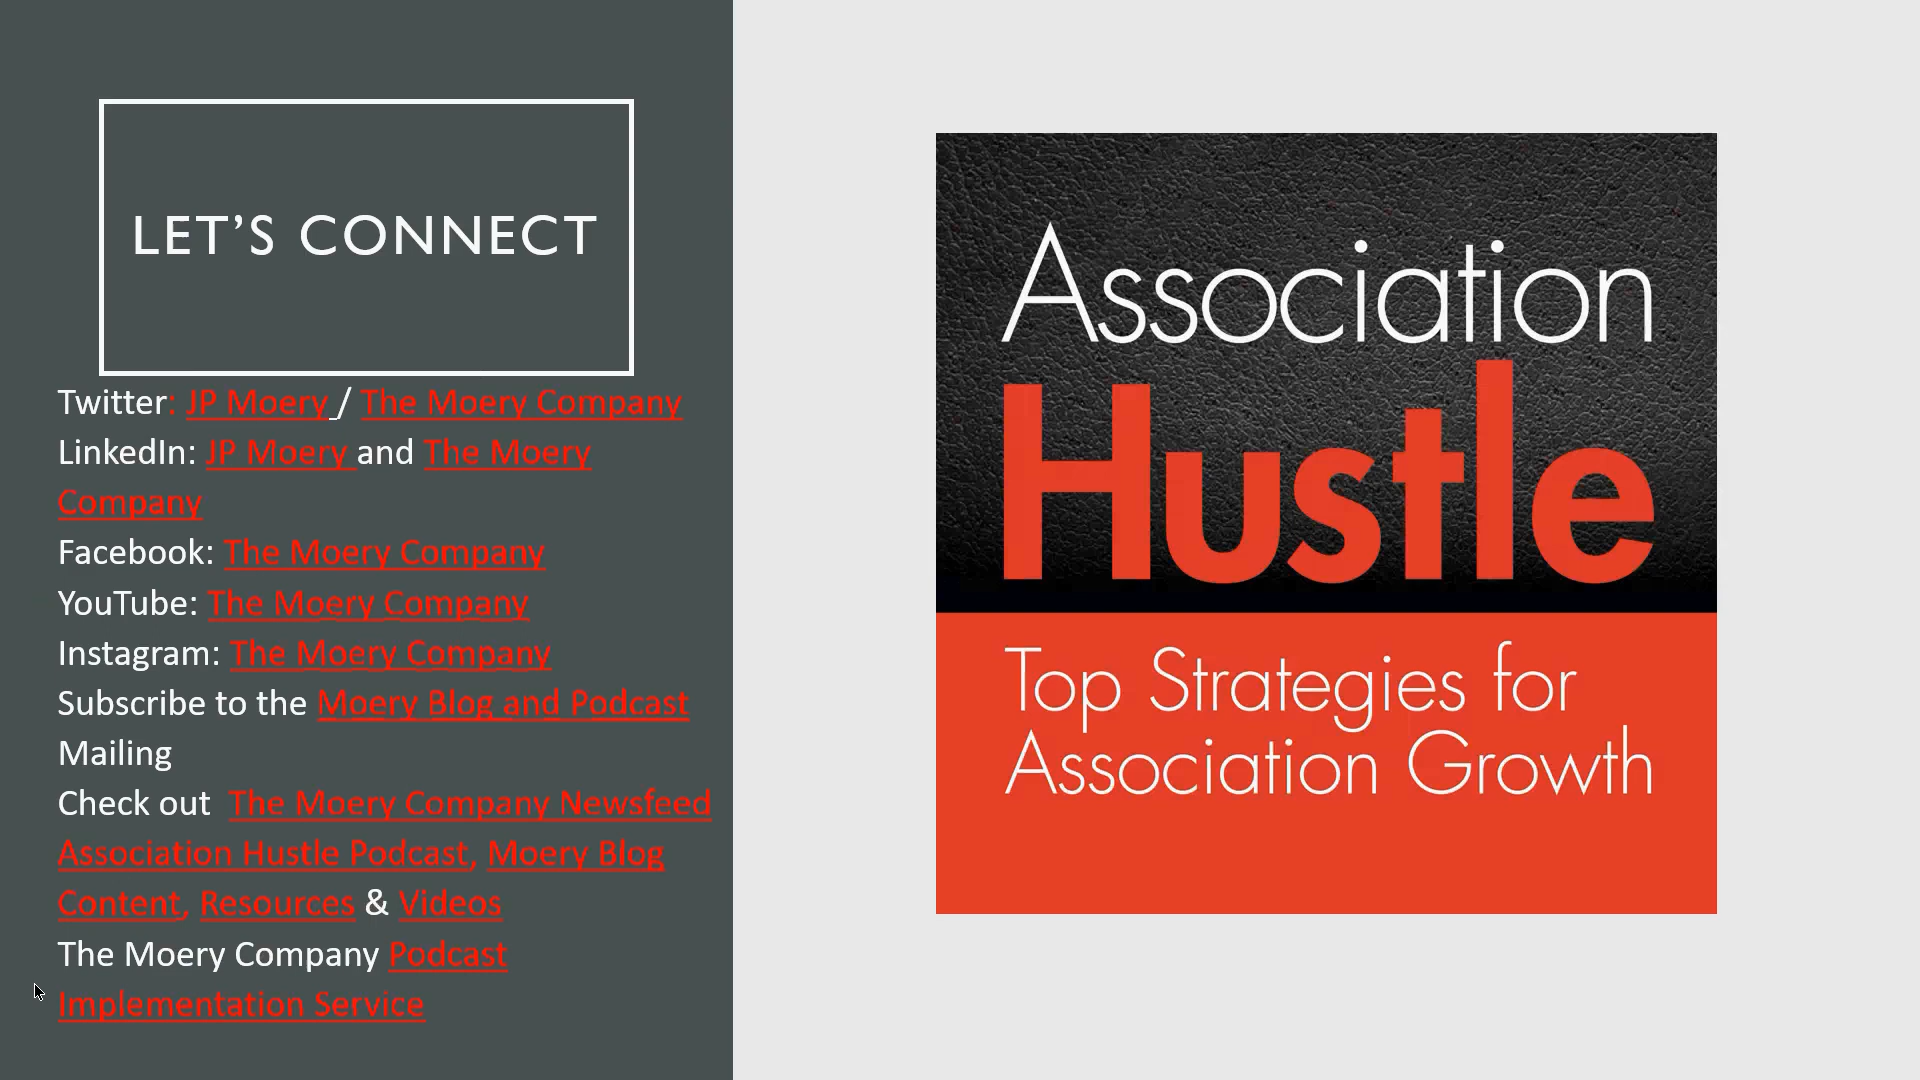 LET’S CONNECT
Twitter: JP Moery / The Moery Company
LinkedIn: JP Moery and The Moery
Company
Facebook: The Moery Company
YouTube: The Moery Company
Instagram: The Moery Company
Subscribe to the Moery Blog and Podcast
Mailing
Check out The Moery Company Newsfeed
Association Hustle Podcast, Moery Blog
Content, Resources & Videos
The Moery Company Podcast
Implementation Service
Association
Hustle
Top Strategies for
Association Growth